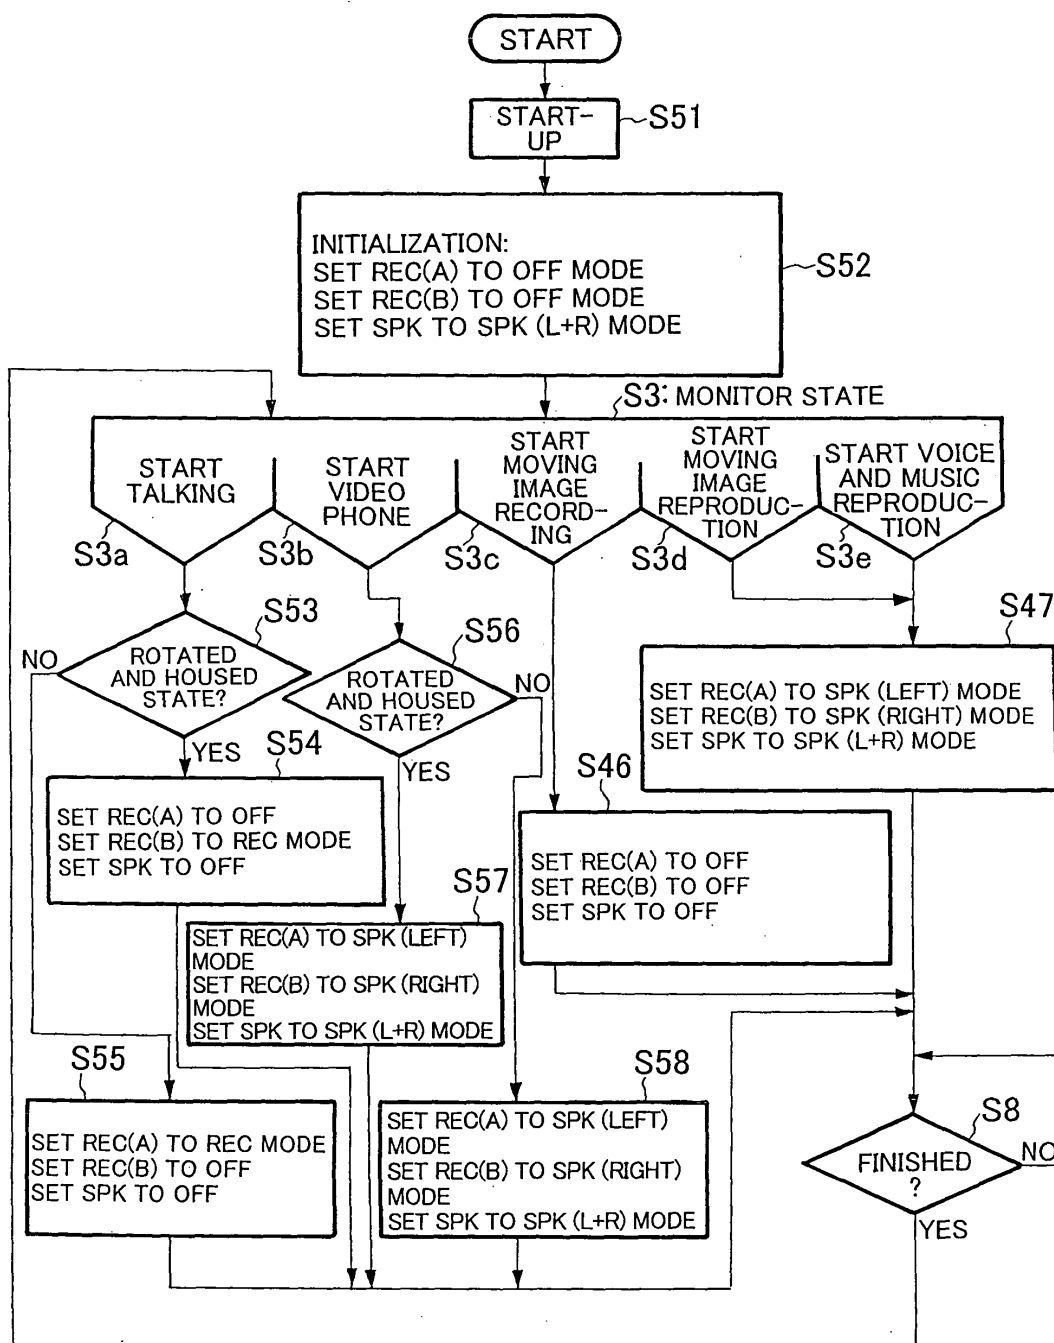 START
START-
UP
S51
INITIALIZATION:
SET REC(A) TO OFF MODE
SET REC(B) TO OFF MODE
SET SPK TO SPK (L+R) MODE
S52
S3: MONITOR STATE
START
TALKING
S3a
START
VIDEO
PHONE
S3b
START
MOVING
IMAGE
RECORD-
ING
S3c
START
MOVING
IMAGE
REPRODUC-
TION
S3d
START VOICE
AND MUSIC
REPRODUC-
TION
S3e
S53
ROTATED
AND HOUSED
STATE?
NO
YES
S56
ROTATED
AND HOUSED
STATE?
NO
YES
S47
SET REC(A) TO SPK (LEFT) MODE
SET REC(B) TO SPK (RIGHT) MODE
SET SPK TO SPK (L+R) MODE
S54
SET REC(A) TO OFF
SET REC(B) TO REC MODE
SET SPK TO OFF
S46
SET REC(A) TO OFF
SET REC(B) TO OFF
SET SPK TO OFF
S57
SET REC(A) TO SPK (LEFT)
MODE
SET REC(B) TO SPK (RIGHT)
MODE
SET SPK TO SPK (L+R) MODE
S55
SET REC(A) TO REC MODE
SET REC(B) TO OFF
SET SPK TO OFF
S58
SET REC(A) TO SPK (LEFT)
MODE
SET REC(B) TO SPK (RIGHT)
MODE
SET SPK TO SPK (L+R) MODE
S8
FINISHED
?
NO
YES